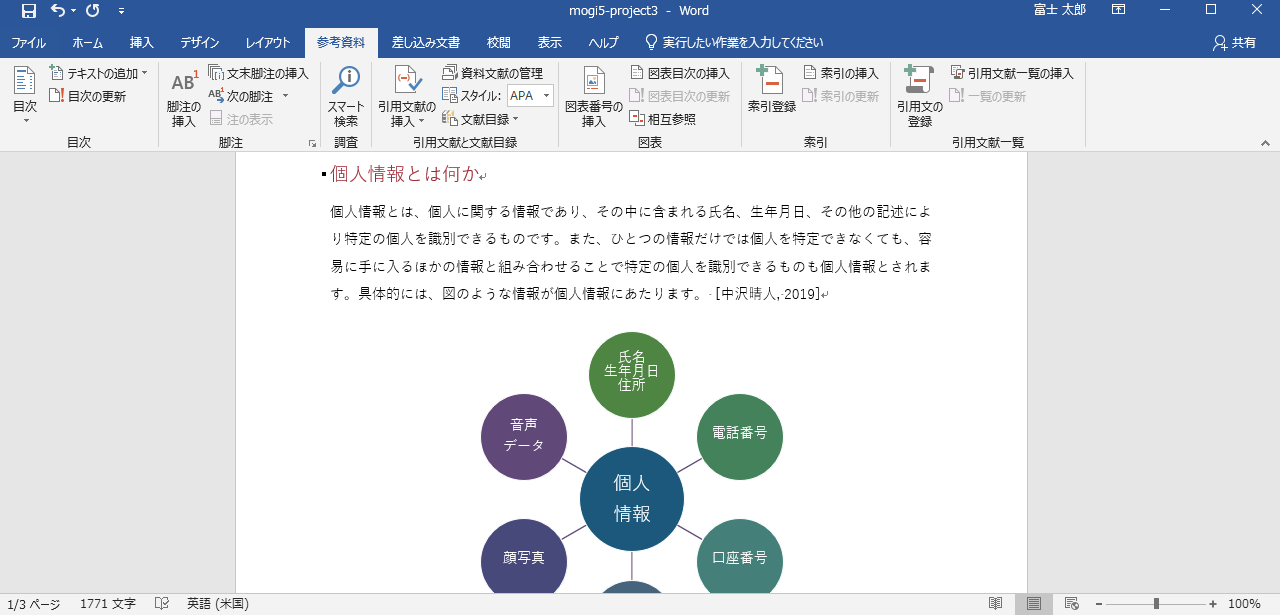 mogi5-project3 - Word
富士 太郎
ファイル ホーム 挿入 デザイン レイアウト 参考資料 差し込み文書 校閲 表示 ヘルプ 実行したい作業を入力してください 共有
目次
テキストの追加
目次の更新
目次
AB1
脚注の
挿入
文末脚注の挿入
次の脚注
注の表示
脚注
スマート
検索
調査
引用文献の
挿入
資料文献の管理
スタイル: APA
文献目録
引用文献と文献目録
図表番号の
挿入
図表目次の挿入
図表目次の更新
相互参照
図表
索引登録
索引の挿入
索引の更新
索引
引用文の
登録
引用文献一覧の挿入
一覧の更新
引用文献一覧
個人情報とは何か
個人情報とは、個人に関する情報であり、その中に含まれる氏名、生年月日、その他の記述によ
り特定の個人を識別できるものです。また、ひとつの情報だけでは個人を特定できなくても、容
易に手に入るほかの情報と組み合わせることで特定の個人を識別できるものも個人情報とされま
す。具体的には、図のような情報が個人情報にあたります。 [中沢晴人, 2019]
氏名
生年月日
住所
音声
データ
電話番号
個人
情報
顔写真
口座番号
1/3 ページ 1771 文字 英語 (米国) 100%